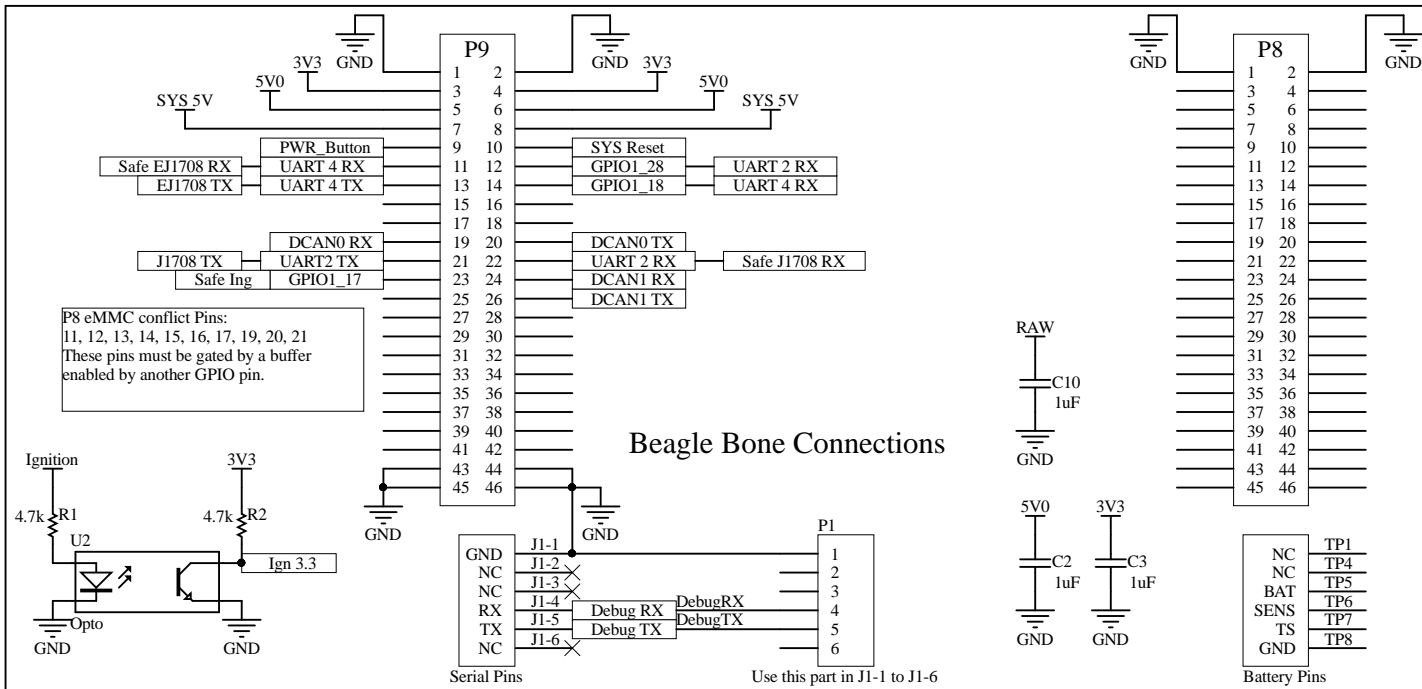 GND
GND
P9
3V3
3V3
5V0
5V0
SYS 5V
SYS 5V
1 2
3 4
5 6
7 8
PWR_Button 9 10 SYS Reset
Safe EJ1708 RX UART 4 RX 11 12 GPIO1_28 UART 2 RX
EJ1708 TX UART 4 TX 13 14 GPIO1_18 UART 4 RX
15 16
17 18
DCAN0 RX 19 20 DCAN0 TX
J1708 TX UART2 TX 21 22 UART 2 RX Safe J1708 RX
Safe Ing GPIO1_17 23 24 DCAN1 RX
25 26 DCAN1 TX
27 28
29 30
31 32
33 34
35 36
37 38
39 40
41 42
43 44
45 46
GND
GND
P8 eMMC conflict Pins:
11, 12, 13, 14, 15, 16, 17, 19, 20, 21
These pins must be gated by a buffer
enabled by another GPIO pin.
Beagle Bone Connections
GND
GND
P8
1 2
3 4
5 6
7 8
9 10
11 12
13 14
15 16
17 18
19 20
21 22
23 24
25 26
27 28
29 30
31 32
33 34
35 36
37 38
39 40
41 42
43 44
45 46
RAW
C10
1uF
GND
Ignition
3V3
4.7k R1
4.7k R2
U2
Ign 3.3
Opto
GND
GND
GND J1-1
NC J1-2
NC J1-3
RX J1-4 Debug RX DebugRX
TX J1-5 Debug TX DebugTX
NC J1-6
Serial Pins
P1
1
2
3
4
5
6
Use this part in J1-1 to J1-6
5V0
C2
1uF
GND
3V3
C3
1uF
GND
NC TP1
NC TP4
BAT TP5
SENS TP6
TS TP7
GND TP8
Battery Pins